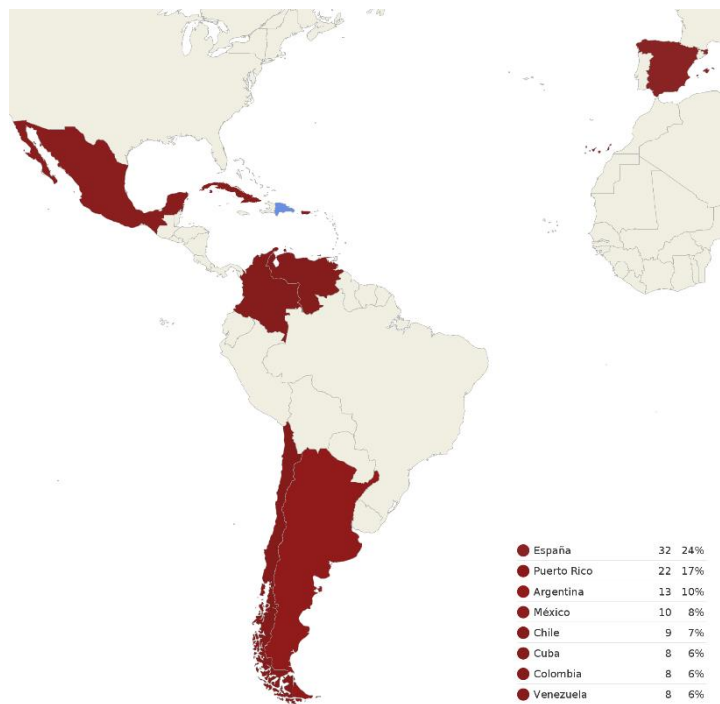 España 32 24%
Puerto Rico 22 17%
Argentina 13 10%
México 10 8%
Chile 9 7%
Cuba 8 6%
Colombia 8 6%
Venezuela 8 6%